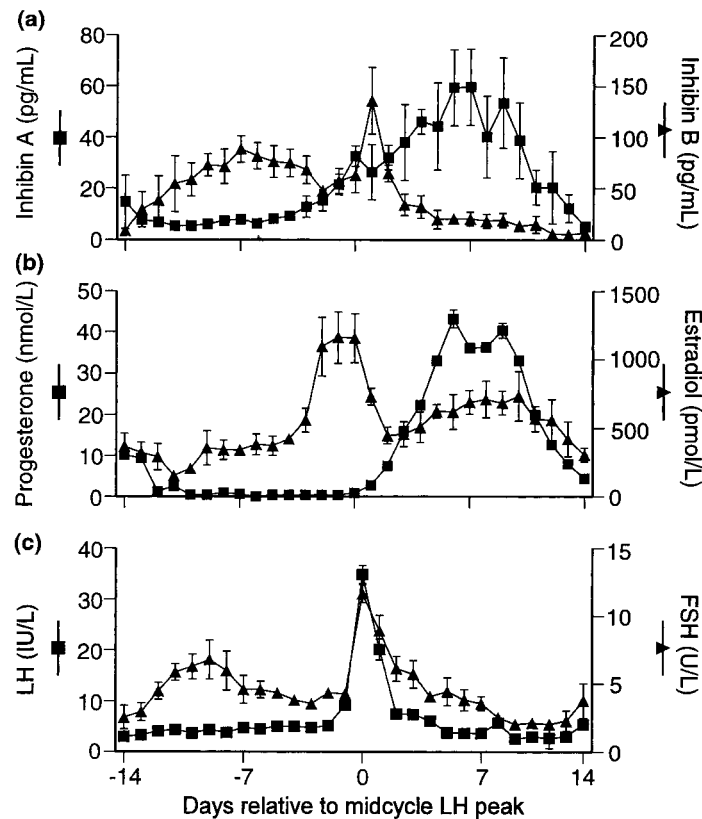 (a)
Inhibin A (pg/mL)
80
60
40
20
0
200
150
100
50
0
Inhibin B (pg/mL)
(b)
Progesterone (nmol/L)
50
40
30
20
10
0
1500
1000
500
0
Estradiol (pmol/L)
(c)
LH (IU/L)
40
30
20
10
0
15
10
5
0
FSH (U/L)
-14 -7 0 7 14
Days relative to midcycle LH peak